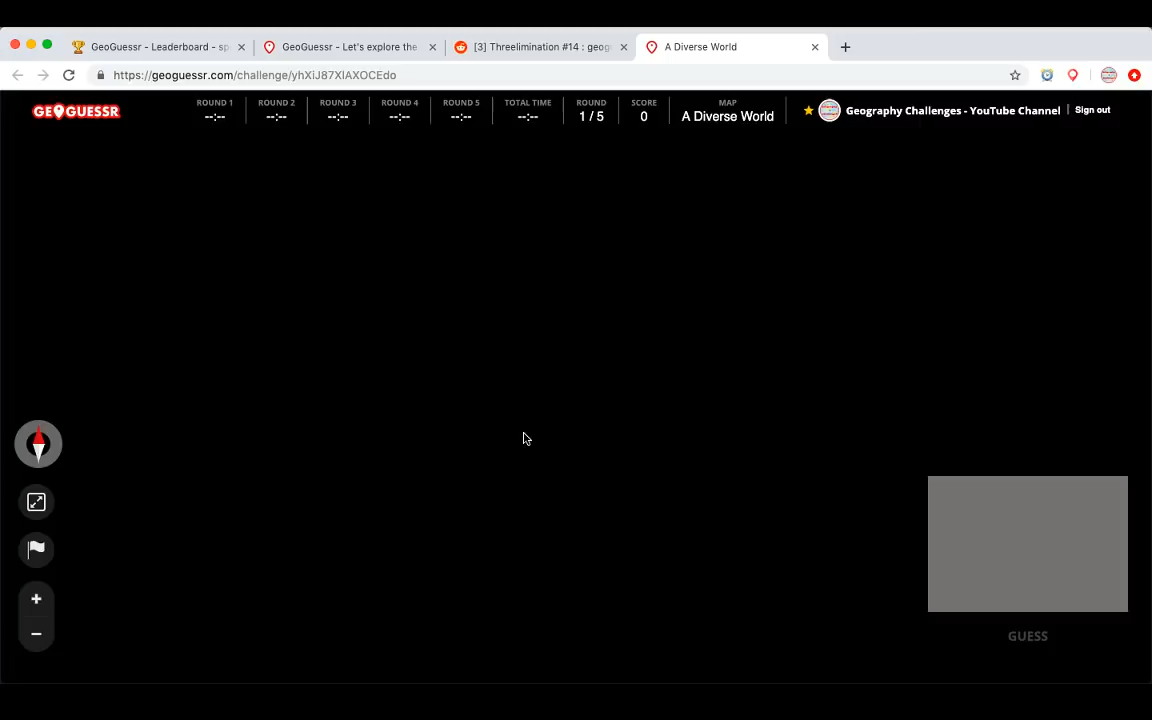 GeoGuessr - Leaderboard - sp
GeoGuessr - Let's explore the
[3] Threelimination #14 : geog
A Diverse World
https://geoguessr.com/challenge/yhXiJ87XlAXOCEdo
GEOGUESSR
ROUND 1
--:--
ROUND 2
--:--
ROUND 3
--:--
ROUND 4
--:--
ROUND 5
--:--
TOTAL TIME
--:--
ROUND
1 / 5
SCORE
0
MAP
A Diverse World
Geography Challenges - YouTube Channel
Sign out
+
−
GUESS